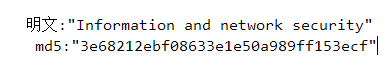 明文:"Information and network security"
md5:"3e68212ebf08633e1e50a989ff153ecf"